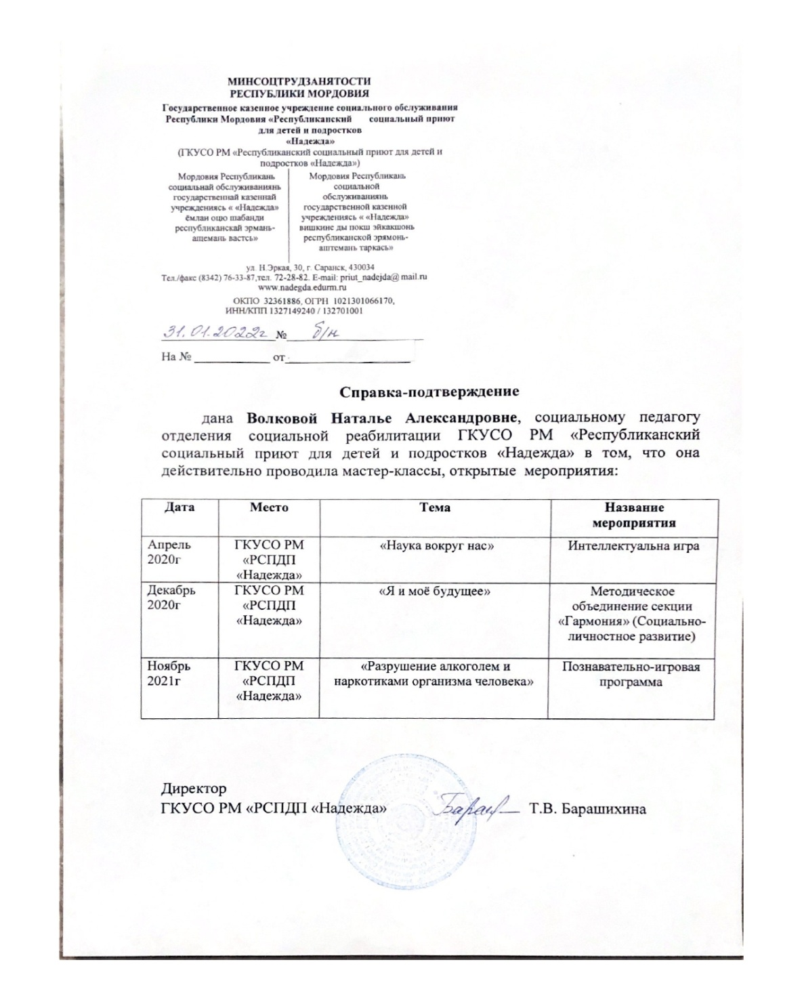 МИНСОЦТРУДЗАНЯТОСТИ
РЕСПУБЛИКИ МОРДОВИЯ
Государственное казенное учреждение социального обслуживания
Республики Мордовия «Республиканский социальный приют
для детей и подростков
«Надежда»
(ГКУСО РМ «Республиканский социальный приют для детей и
подростков «Надежда»)
Мордовия Республикань
социальнай обслуживаниянь
государственнай казеннай
учреждениясь « «Надежда»
ёмлан оцю шабанди
республиканскай эрмань-
ашемань вастсь»
Мордовия Республикань
социальной
обслуживаниянь
государственной казенной
учреждениясь « «Надежда»
вишкине ды покш эйкакшонь
республиканской эрямонь-
аштемань таркась»
ул. Н.Эркая, 30, г. Саранск, 430034
Тел./факс (8342) 76-33-87,тел. 72-28-82. E-mail: priut_nadejda@ mail.ru
www.nadegda.edurm.ru
ОКПО 32361886, ОГРН 1021301066170,
ИНН/КПП 1327149240 / 132701001
31.01.2022г № б/н
На № ____________ от ____________
Справка-подтверждение
дана Волковой Наталье Александровне, социальному педагогу
отделения социальной реабилитации ГКУСО РМ «Республиканский
социальный приют для детей и подростков «Надежда» в том, что она
действительно проводила мастер-классы, открытые мероприятия:
Дата Место Тема Название
мероприятия
Апрель
2020г
ГКУСО РМ
«РСПДП
«Надежда»
«Наука вокруг нас»
Интеллектуальна игра
Декабрь
2020г
ГКУСО РМ
«РСПДП
«Надежда»
«Я и моё будущее»
Методическое
объединение секции
«Гармония» (Социально-
личностное развитие)
Ноябрь
2021г
ГКУСО РМ
«РСПДП
«Надежда»
«Разрушение алкоголем и
наркотиками организма человека»
Познавательно-игровая
программа
Директор
ГКУСО РМ «РСПДП «Надежда» Т.В. Барашихина